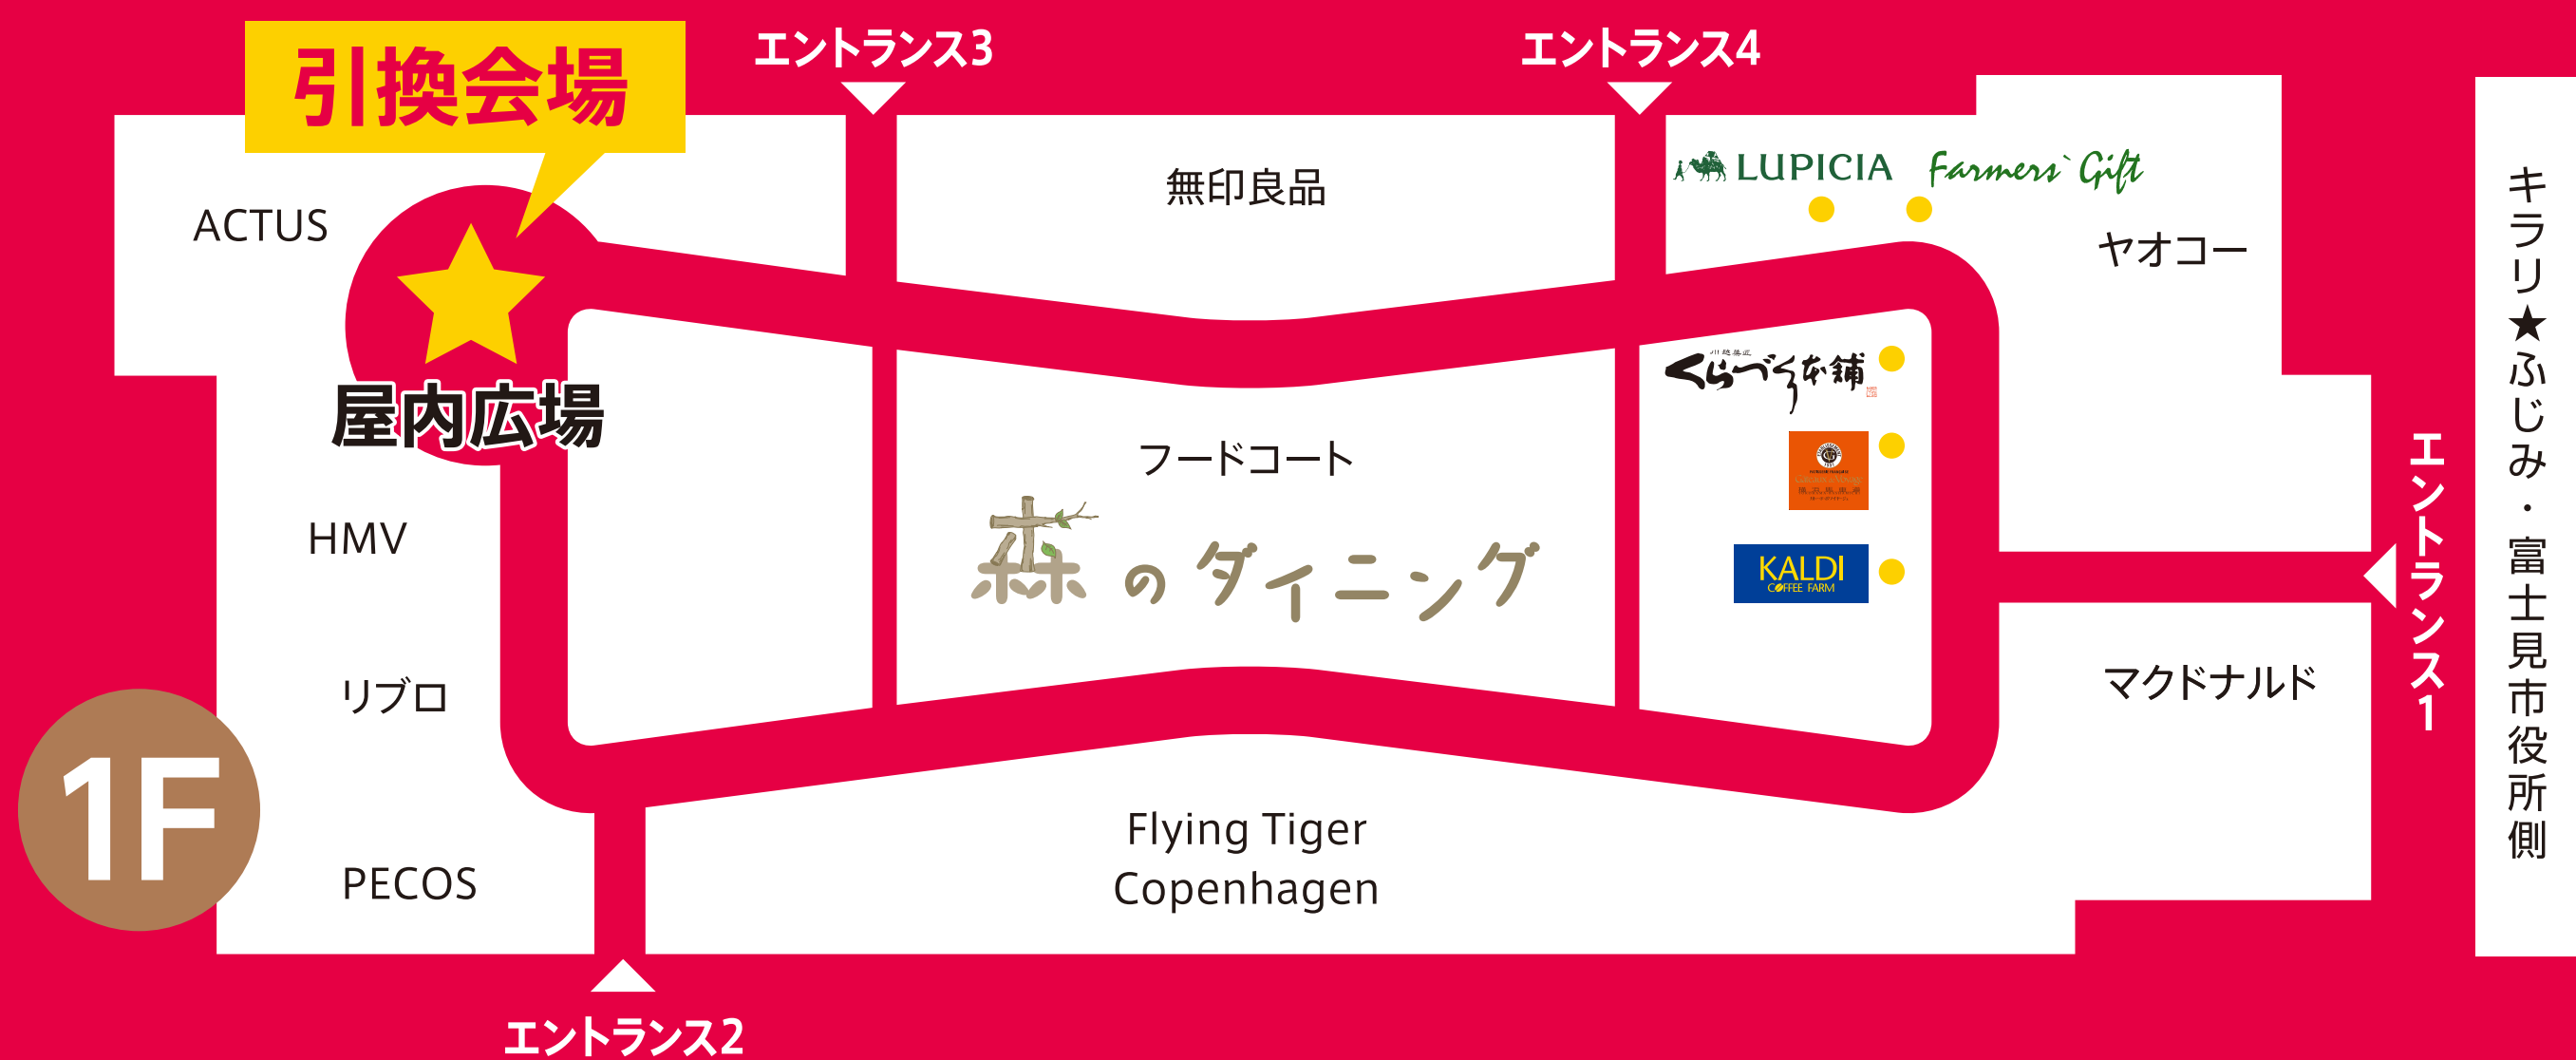 引換会場
エントランス3
エントランス4
ACTUS
無印良品
LUPICIA
Farmers` Gift
ヤオコー
キラリ★ふじみ・富士見市役所側
屋内広場
くらづくり本舗
フードコート
森のダイニング
エントランス1
HMV
KALDI
COFFEE FARM
リブロ
マクドナルド
1F
Flying Tiger
Copenhagen
PECOS
エントランス2